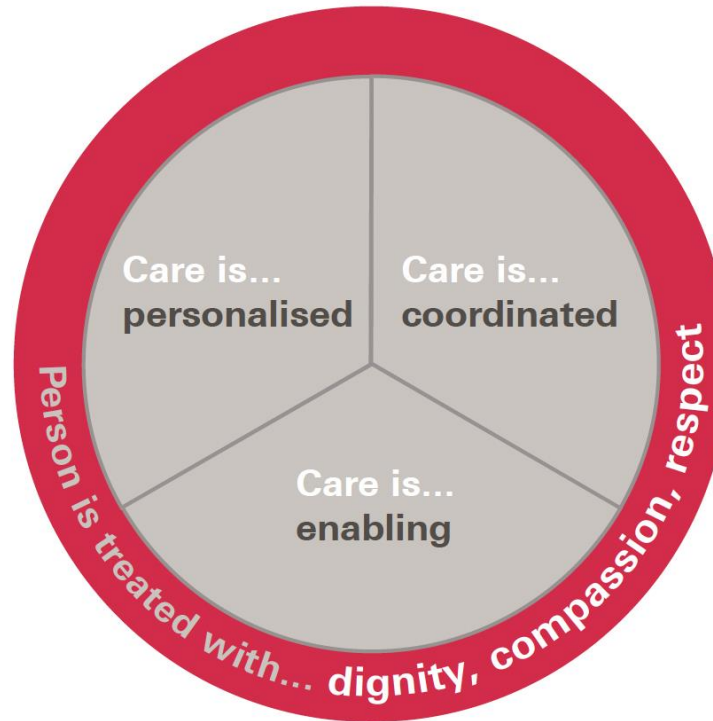 Care is...
personalised
Care is...
coordinated
Care is...
enabling
Person is treated with... dignity, compassion, respect